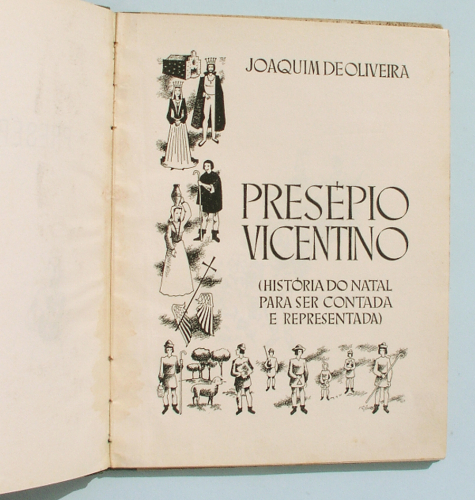 JOAQUIM DE OLIVEIRA
PRESÉPIO
VICENTINO
(HISTÓRIA DO NATAL
PARA SER CONTADA
E REPRESENTADA)